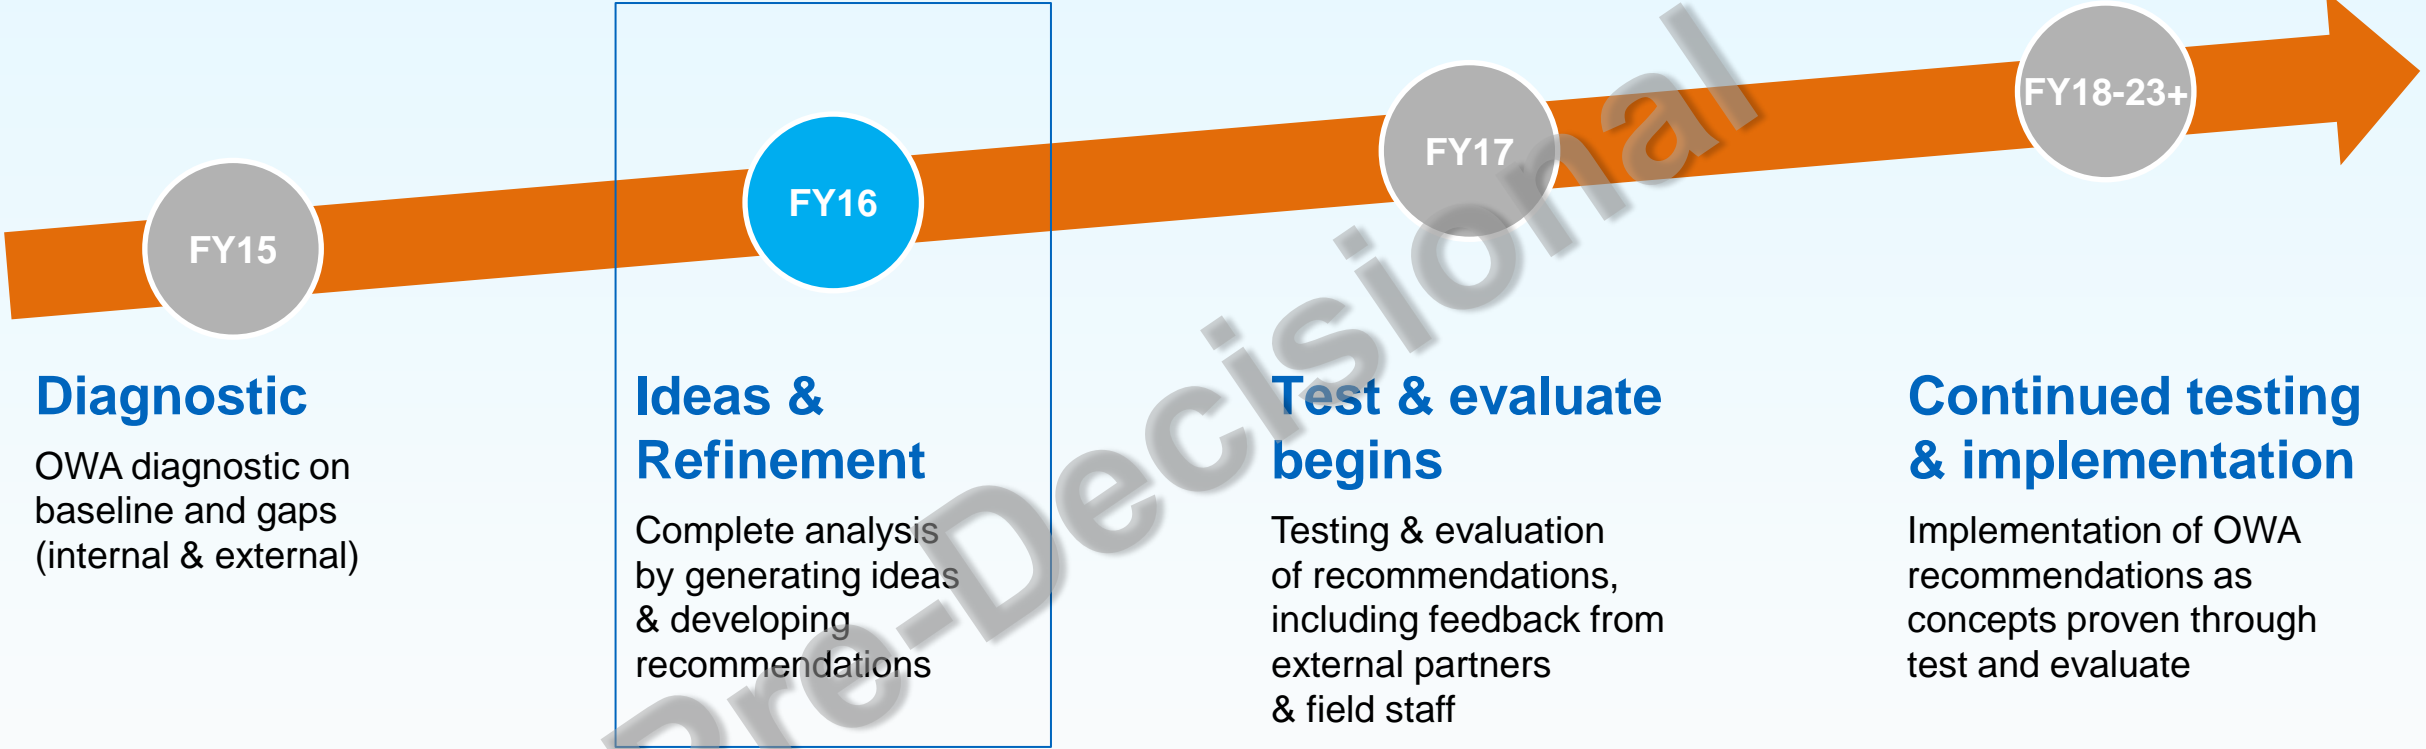 FY15
FY16
FY17
FY18-23+
Diagnostic
OWA diagnostic on
baseline and gaps
(internal & external)
Ideas &
Refinement
Complete analysis
by generating ideas
& developing
recommendations
Test & evaluate
begins
Testing & evaluation
of recommendations,
including feedback from
external partners
& field staff
Continued testing
& implementation
Implementation of OWA
recommendations as
concepts proven through
test and evaluate
Pre-Decisional